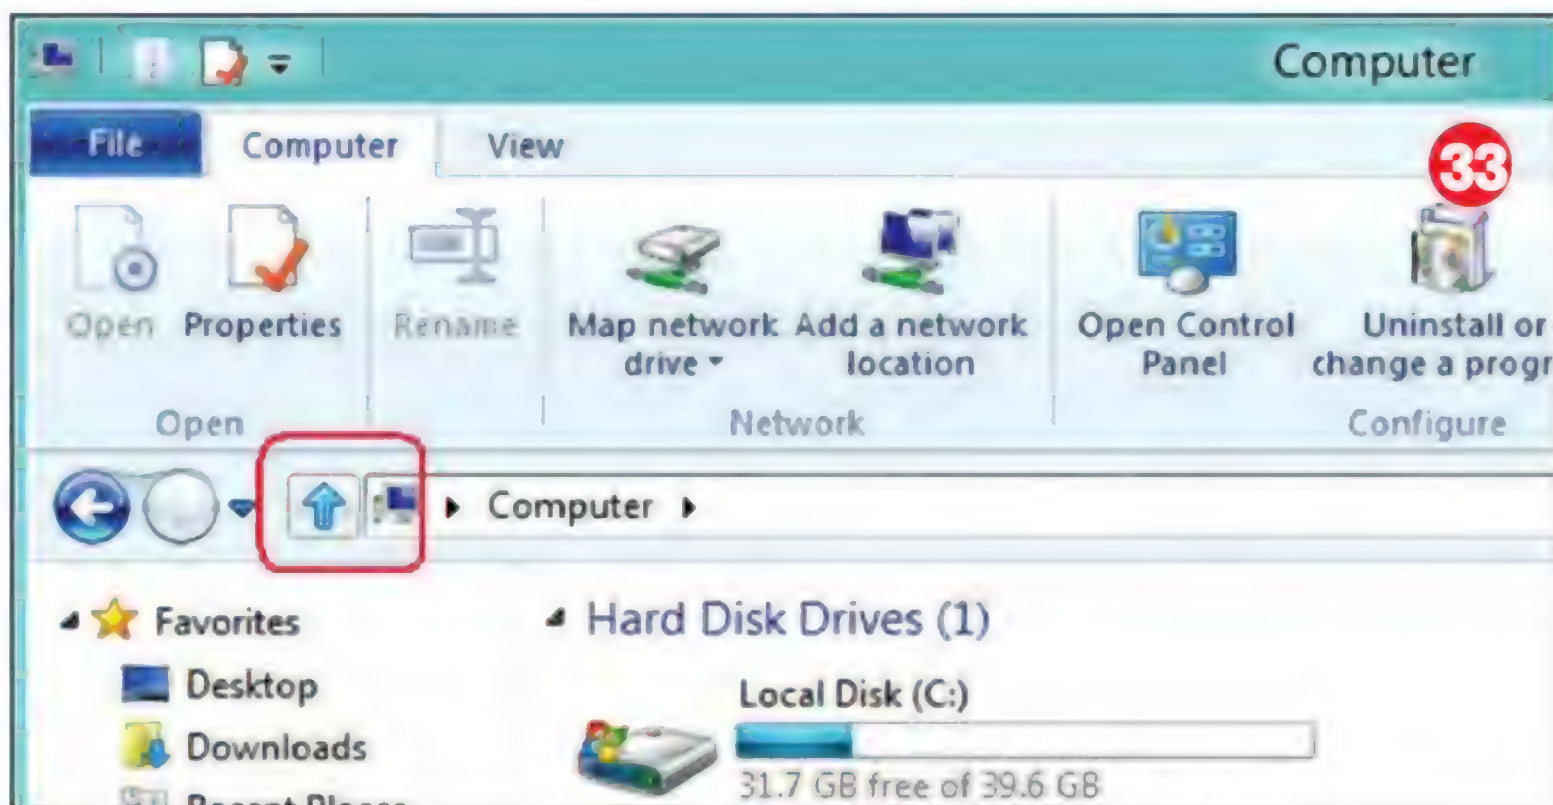 Computer
File Computer View
33
Open Properties Rename Map network drive Add a network location Open Control Panel Uninstall or change a progr
Open Network Configure
Computer
Favorites
Desktop
Downloads
Recent Places
Hard Disk Drives (1)
Local Disk (C:)
31.7 GB free of 39.6 GB